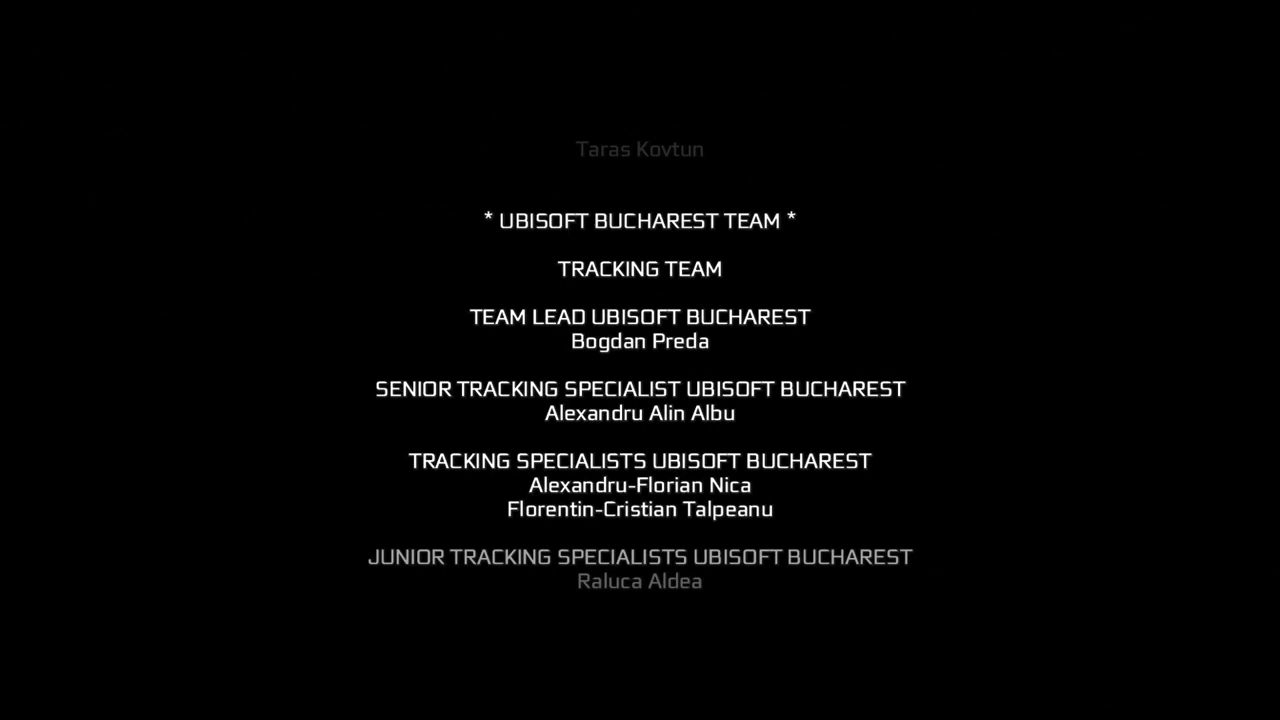 Taras Kovtun
* UBISOFT BUCHAREST TEAM *
TRACKING TEAM
TEAM LEAD UBISOFT BUCHAREST
Bogdan Preda
SENIOR TRACKING SPECIALIST UBISOFT BUCHAREST
Alexandru Alin Albu
TRACKING SPECIALISTS UBISOFT BUCHAREST
Alexandru-Florian Nica
Florentin-Cristian Talpeanu
JUNIOR TRACKING SPECIALISTS UBISOFT BUCHAREST
Raluca Aldea